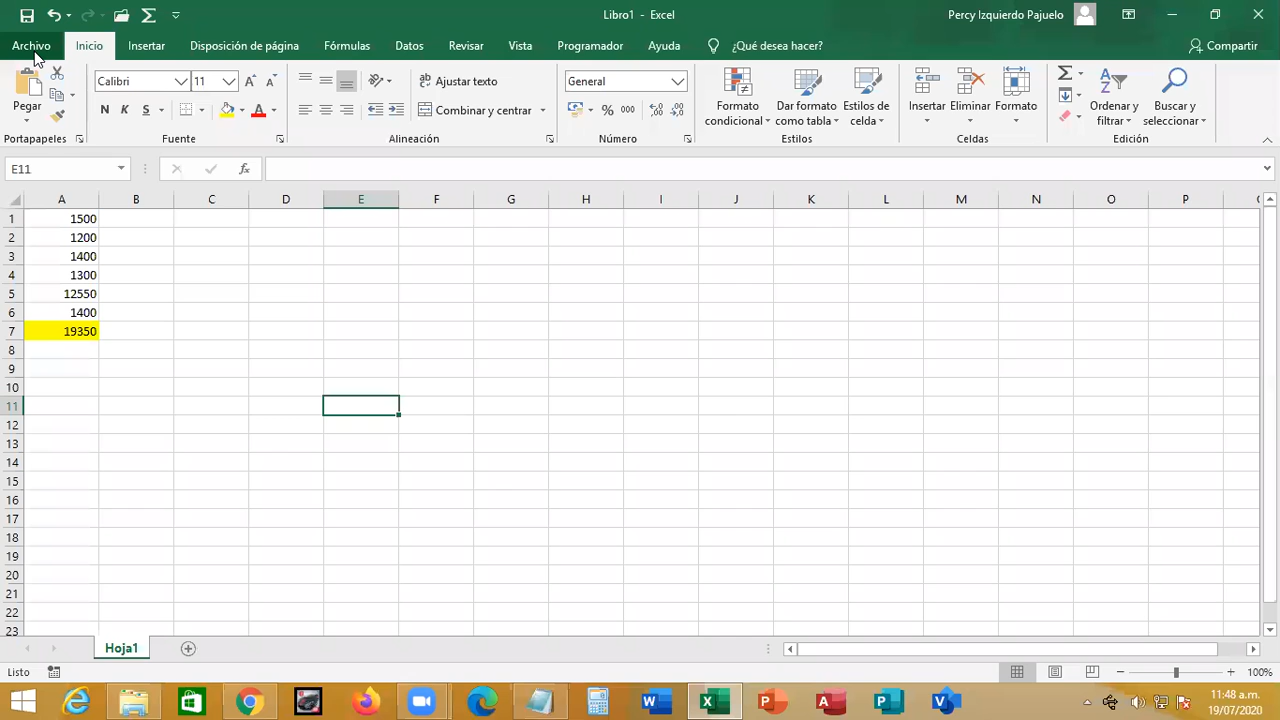 Libro1 - Excel
Percy Izquierdo Pajuelo
Archivo Inicio Insertar Disposición de página Fórmulas Datos Revisar Vista Programador Ayuda ¿Qué desea hacer? Compartir
Pegar
Calibri 11
N K S
Ajustar texto
Combinar y centrar
General
% 000
Formato condicional
Dar formato como tabla
Estilos de celda
Insertar
Eliminar
Formato
Ordenar y filtrar
Buscar y seleccionar
Portapapeles Fuente Alineación Número Estilos Celdas Edición
E11 fx
A B C D E F G H I J K L M N O P
1 1500
2 1200
3 1400
4 1300
5 12550
6 1400
7 19350
8
9
10
11
12
13
14
15
16
17
18
19
20
21
22
23
Hoja1
Listo 100%
11:48 a.m.
19/07/2020